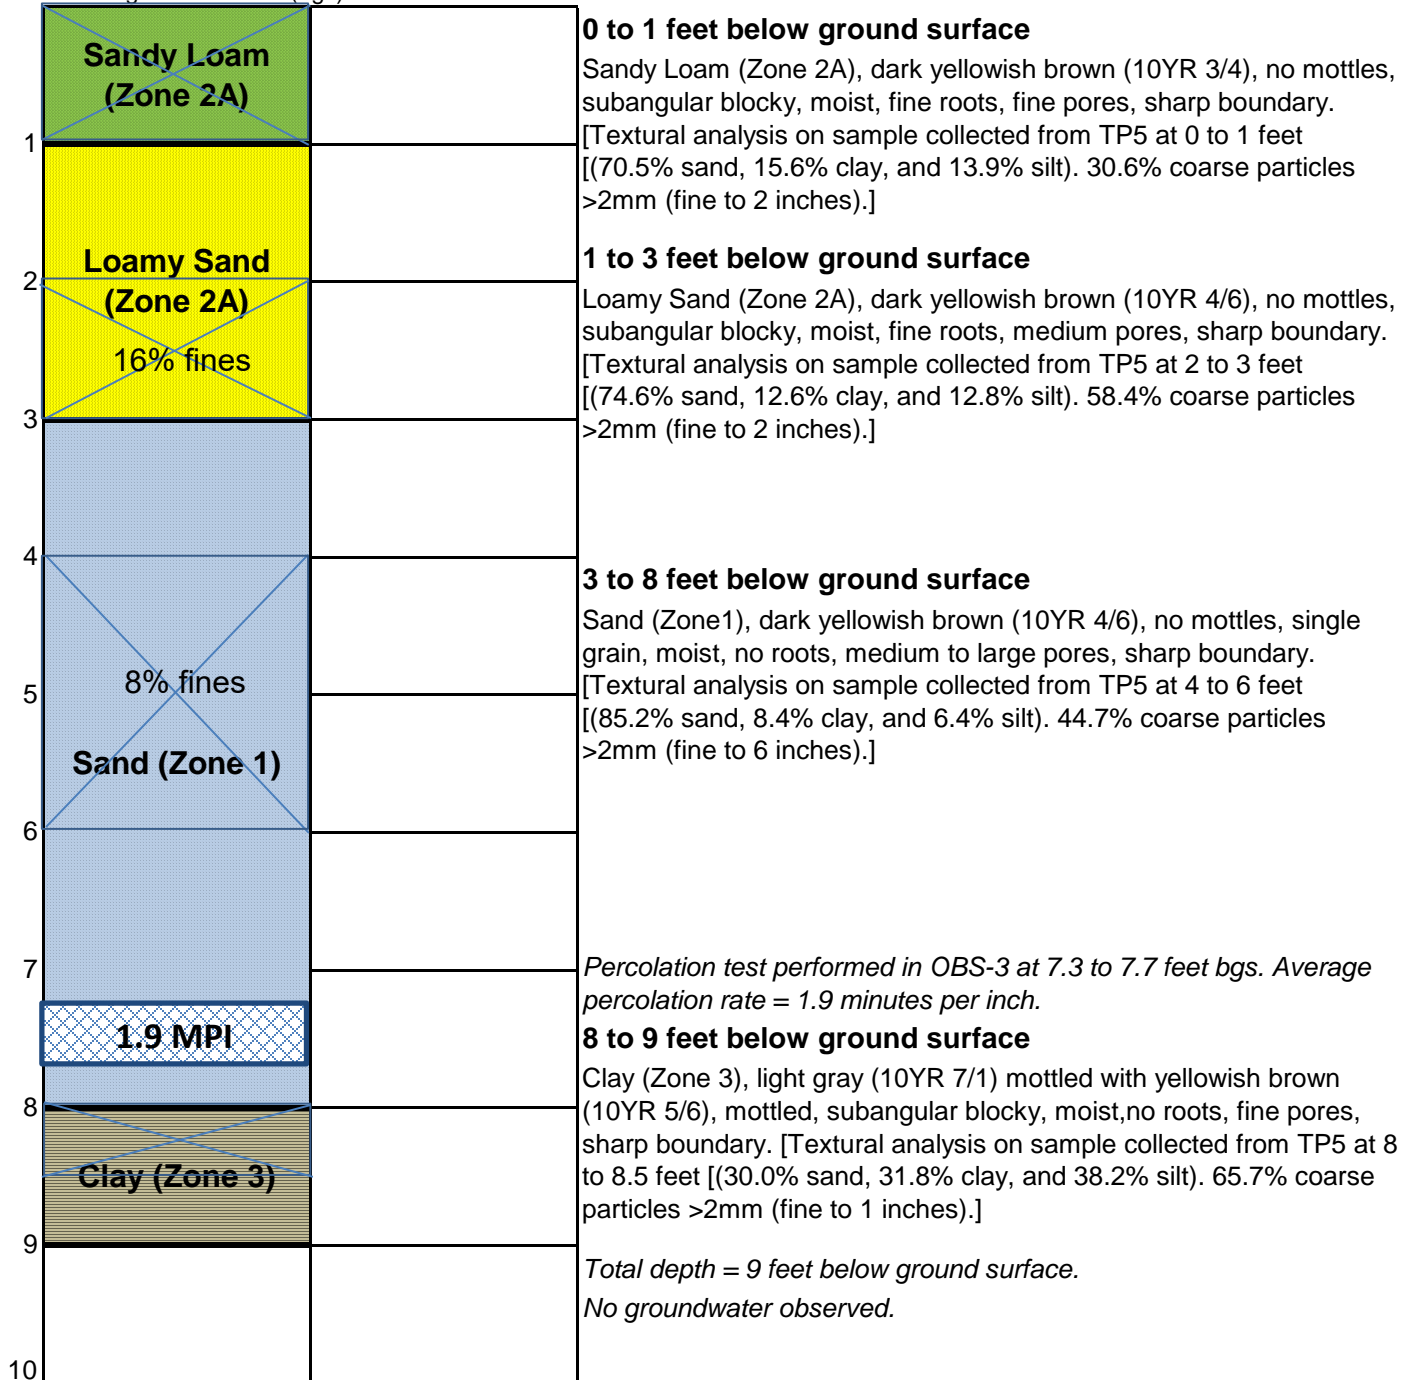 0 to 1 feet below ground surface
Sandy Loam
(Zone 2A)
Sandy Loam (Zone 2A), dark yellowish brown (10YR 3/4), no mottles,
subangular blocky, moist, fine roots, fine pores, sharp boundary.
[Textural analysis on sample collected from TP5 at 0 to 1 feet
[(70.5% sand, 15.6% clay, and 13.9% silt). 30.6% coarse particles
>2mm (fine to 2 inches).]
1
Loamy Sand
(Zone 2A)
16% fines
1 to 3 feet below ground surface
2
Loamy Sand (Zone 2A), dark yellowish brown (10YR 4/6), no mottles,
subangular blocky, moist, fine roots, medium pores, sharp boundary.
[Textural analysis on sample collected from TP5 at 2 to 3 feet
[(74.6% sand, 12.6% clay, and 12.8% silt). 58.4% coarse particles
>2mm (fine to 2 inches).]
3
4
3 to 8 feet below ground surface
Sand (Zone1), dark yellowish brown (10YR 4/6), no mottles, single
grain, moist, no roots, medium to large pores, sharp boundary.
[Textural analysis on sample collected from TP5 at 4 to 6 feet
[(85.2% sand, 8.4% clay, and 6.4% silt). 44.7% coarse particles
>2mm (fine to 6 inches).]
8% fines
5
Sand (Zone 1)
6
7
Percolation test performed in OBS-3 at 7.3 to 7.7 feet bgs. Average
percolation rate = 1.9 minutes per inch.
1.9 MPI
8 to 9 feet below ground surface
8
Clay (Zone 3), light gray (10YR 7/1) mottled with yellowish brown
(10YR 5/6), mottled, subangular blocky, moist,no roots, fine pores,
sharp boundary. [Textural analysis on sample collected from TP5 at 8
to 8.5 feet [(30.0% sand, 31.8% clay, and 38.2% silt). 65.7% coarse
particles >2mm (fine to 1 inches).]
Clay (Zone 3)
9
Total depth = 9 feet below ground surface.
No groundwater observed.
10